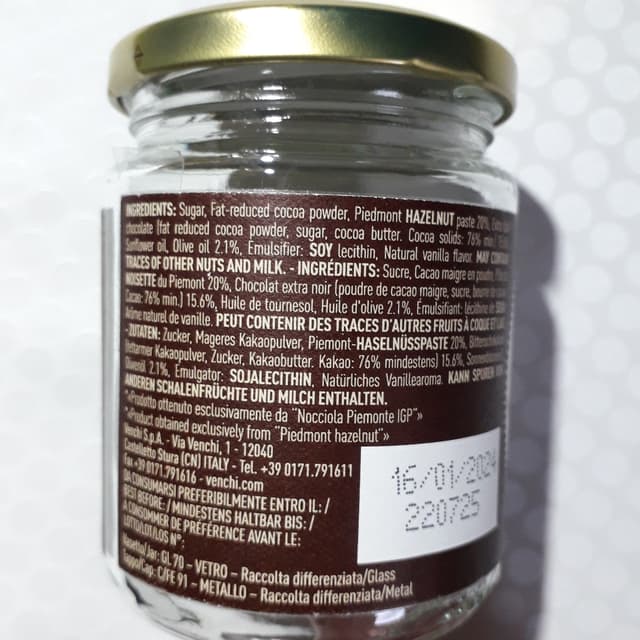 INGREDIENTS: Sugar, Fat-reduced cocoa powder, Piedmont HAZELNUT paste 20%,
chocolate (fat reduced cocoa powder, sugar, cocoa butter. Cocoa solids: 76% min.)
Sunflower oil, Olive oil 2.1%, Emulsifier: SOY lecithin, Natural vanilla flavor. MAY
TRACES OF OTHER NUTS AND MILK. - INGRÉDIENTS: Sucre, Cacao maigre en poudre,
NOISETTE du Piemont 20%, Chocolat extra noir (poudre de cacao maigre, sucre,
Cacao: 76% min.) 15.6%, Huile de tournesol, Huile d'olive 2.1%, Émulsifiant:
Arôme naturel de vanille. PEUT CONTENIR DES TRACES D'AUTRES FRUITS À COQUE ET
- ZUTATEN: Zucker, Mageres Kakaopulver, Piemont-HASELNÜSSPASTE 20%,
Kakaopulver, Zucker, Kakaobutter. Kakao: 76% mindestens) 15.6%,
2.1%, Emulgator: SOJALECITHIN, Natürliches Vanillearoma. KANN SPUREN
ANDEREN SCHALENFRÜCHTE UND MILCH ENTHALTEN.
*«Prodotto ottenuto esclusivamente da "Nocciola Piemonte IGP"»
*«Product obtained exclusively from "Piedmont hazelnut"»
Venchi S.p.A. - Via Venchi, 1 - 12040
Castelletto Stura (CN) ITALY - Tel. +39 0171.791611
Fax +39 0171.791616 - venchi.com
DA CONSUMARSI PREFERIBILMENTE ENTRO IL: /
BEST BEFORE: / MINDESTENS HALTBAR BIS: /
À CONSOMMER DE PRÉFÉRENCE AVANT LE:
16/01/2024
220725
GL 70 - VETRO - Raccolta differenziata/Glass
Tappo/Cap: C/FE 91 - METALLO - Raccolta differenziata/Metal